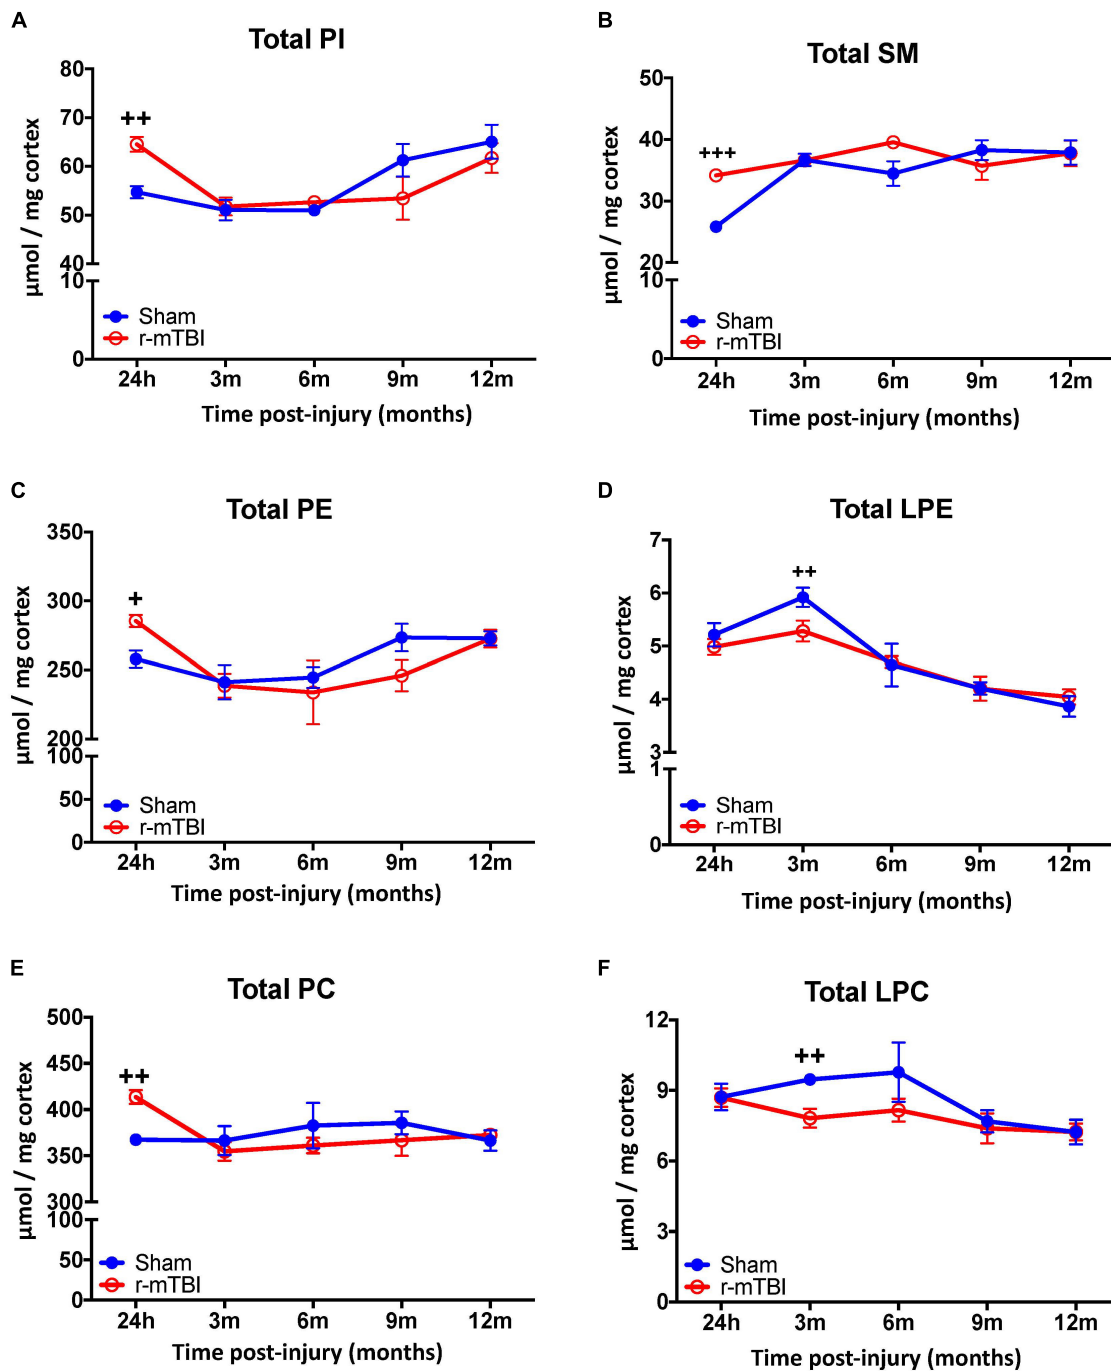 A
Total PI
µmol / mg cortex
80
70
60
50
40
10
0
++
Sham
r-mTBI
24h 3m 6m 9m 12m
Time post-injury (months)
B
Total SM
µmol / mg cortex
50
40
30
20
10
0
+++
Sham
r-mTBI
24h 3m 6m 9m 12m
Time post-injury (months)
C
Total PE
µmol / mg cortex
350
300
250
200
100
50
0
+
Sham
r-mTBI
24h 3m 6m 9m 12m
Time post-injury (months)
D
Total LPE
µmol / mg cortex
7
6
5
4
3
1
0
++
Sham
r-mTBI
24h 3m 6m 9m 12m
Time post-injury (months)
E
Total PC
µmol / mg cortex
500
450
400
350
300
100
50
0
++
Sham
r-mTBI
24h 3m 6m 9m 12m
Time post-injury (months)
F
Total LPC
µmol / mg cortex
12
9
6
3
0
++
Sham
r-mTBI
24h 3m 6m 9m 12m
Time post-injury (months)